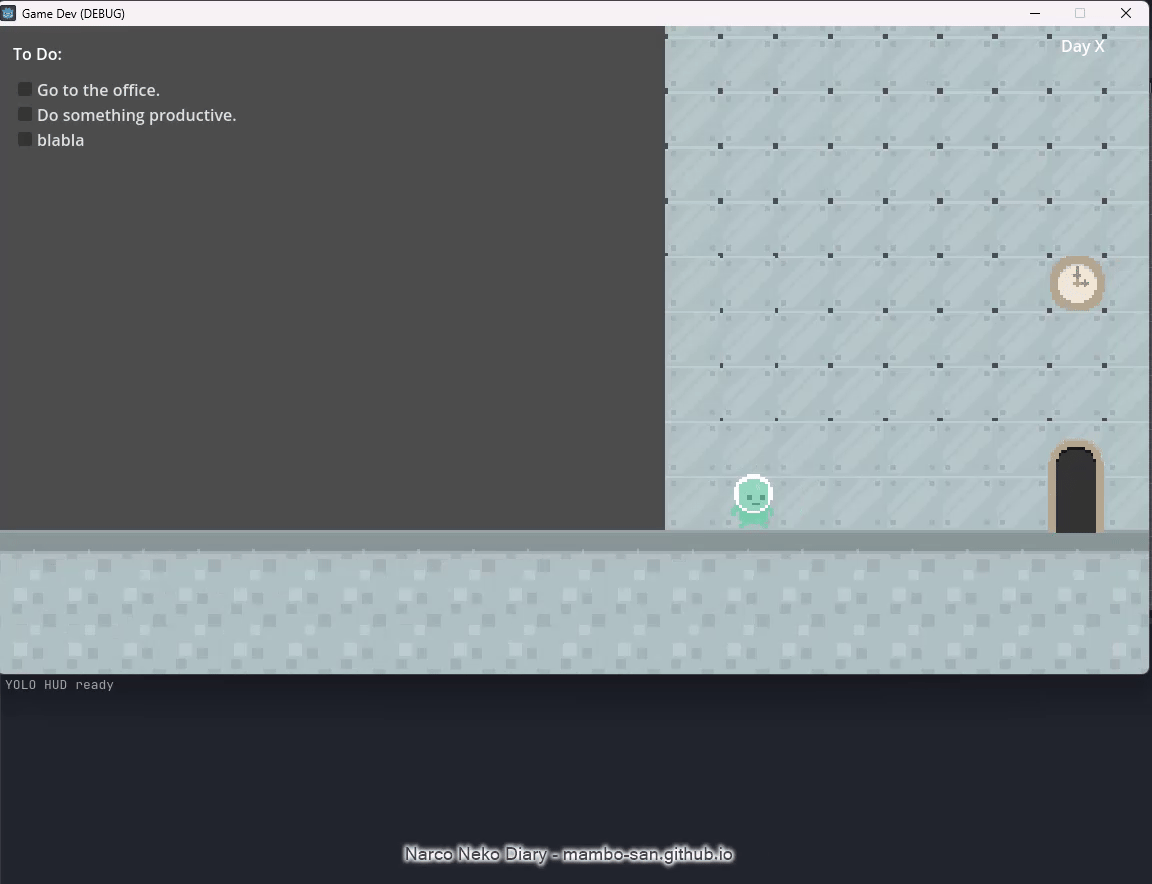 Game Dev (DEBUG)
To Do:
Day X
Go to the office.
Do something productive.
blabla
YOLO HUD ready
Narco Neko Diary - mambo-san.github.io